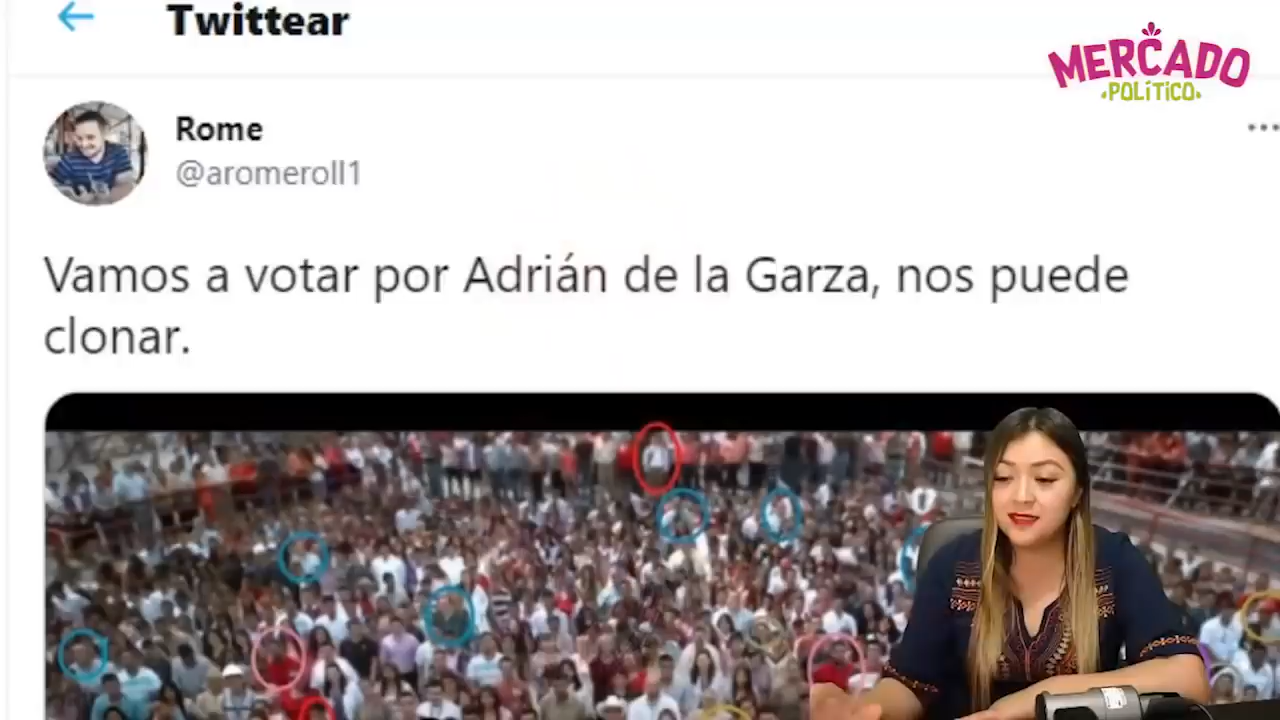 Twittear
MERCADO
POLÍTICO
Rome
@aromeroll1
Vamos a votar por Adrián de la Garza, nos puede
clonar.